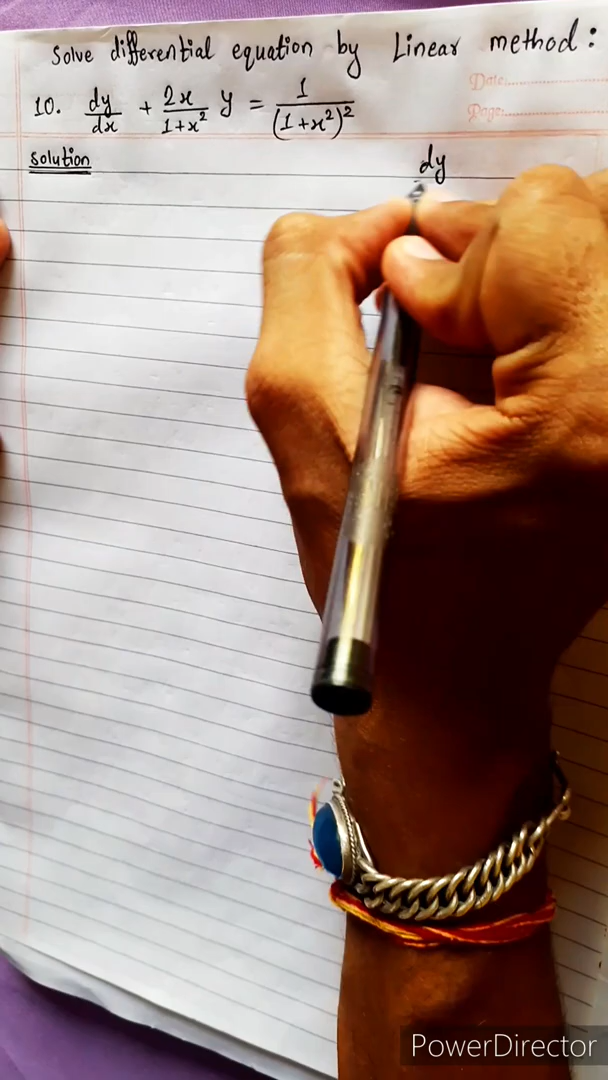 Solve differential equation by Linear method:
Date:
10. dy/dx + 2x/1+x² y = 1/(1+x²)²
Page:
solution
dy
PowerDirector